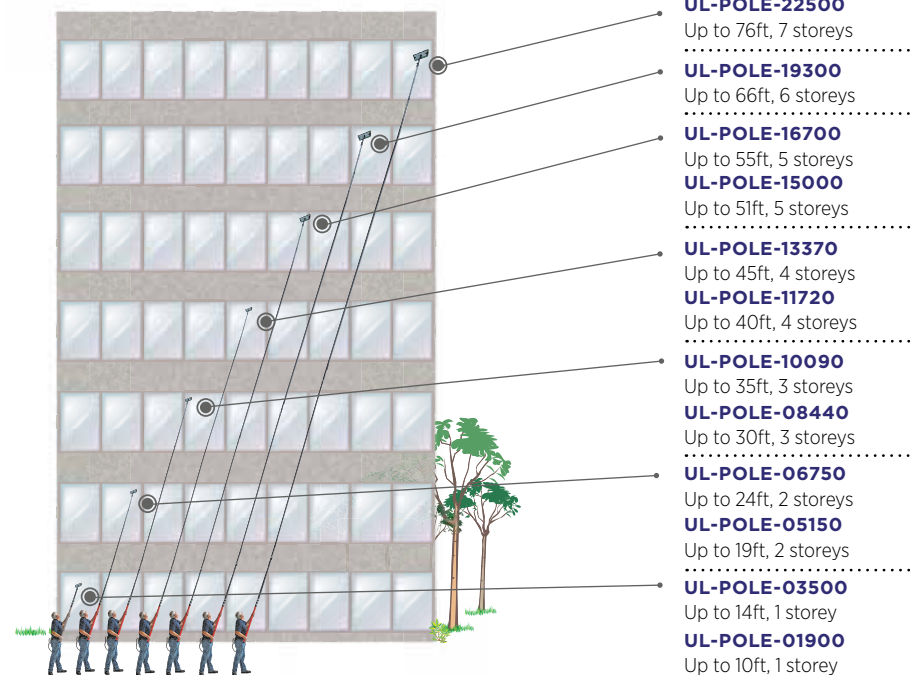 UL-POLE-22500
Up to 76ft, 7 storeys
UL-POLE-19300
Up to 66ft, 6 storeys
UL-POLE-16700
Up to 55ft, 5 storeys
UL-POLE-15000
Up to 51ft, 5 storeys
UL-POLE-13370
Up to 45ft, 4 storeys
UL-POLE-11720
Up to 40ft, 4 storeys
UL-POLE-10090
Up to 35ft, 3 storeys
UL-POLE-08440
Up to 30ft, 3 storeys
UL-POLE-06750
Up to 24ft, 2 storeys
UL-POLE-05150
Up to 19ft, 2 storeys
UL-POLE-03500
Up to 14ft, 1 storey
UL-POLE-01900
Up to 10ft, 1 storey